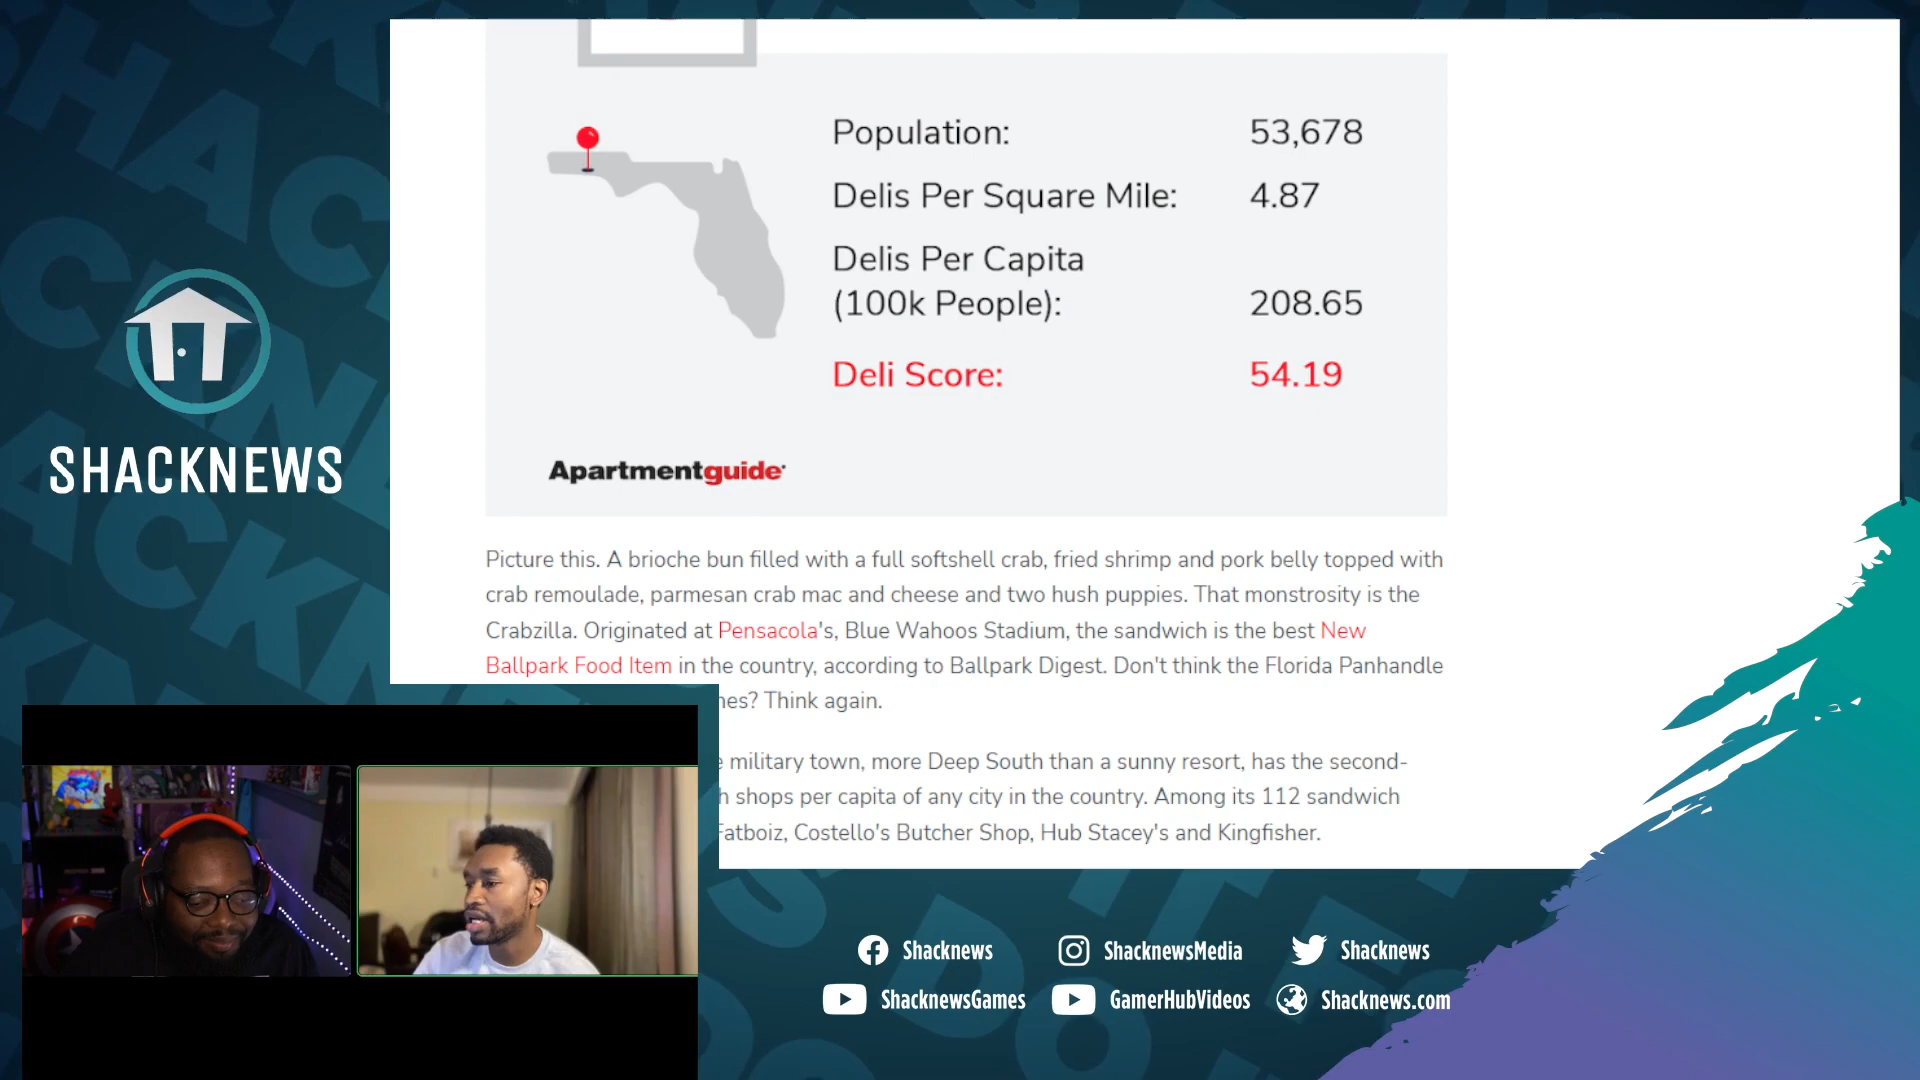 Population: 53,678
Delis Per Square Mile: 4.87
Delis Per Capita
(100k People): 208.65
Deli Score: 54.19
Apartmentguide
Picture this. A brioche bun filled with a full softshell crab, fried shrimp and pork belly topped with
crab remoulade, parmesan crab mac and cheese and two hush puppies. That monstrosity is the
Crabzilla. Originated at Pensacola's, Blue Wahoos Stadium, the sandwich is the best New
Ballpark Food Item in the country, according to Ballpark Digest. Don't think the Florida Panhandle
nes? Think again.
military town, more Deep South than a sunny resort, has the second-
h shops per capita of any city in the country. Among its 112 sandwich
Fatboiz, Costello's Butcher Shop, Hub Stacey's and Kingfisher.
SHACKNEWS
Shacknews ShacknewsMedia Shacknews
ShacknewsGames GamerHubVideos Shacknews.com